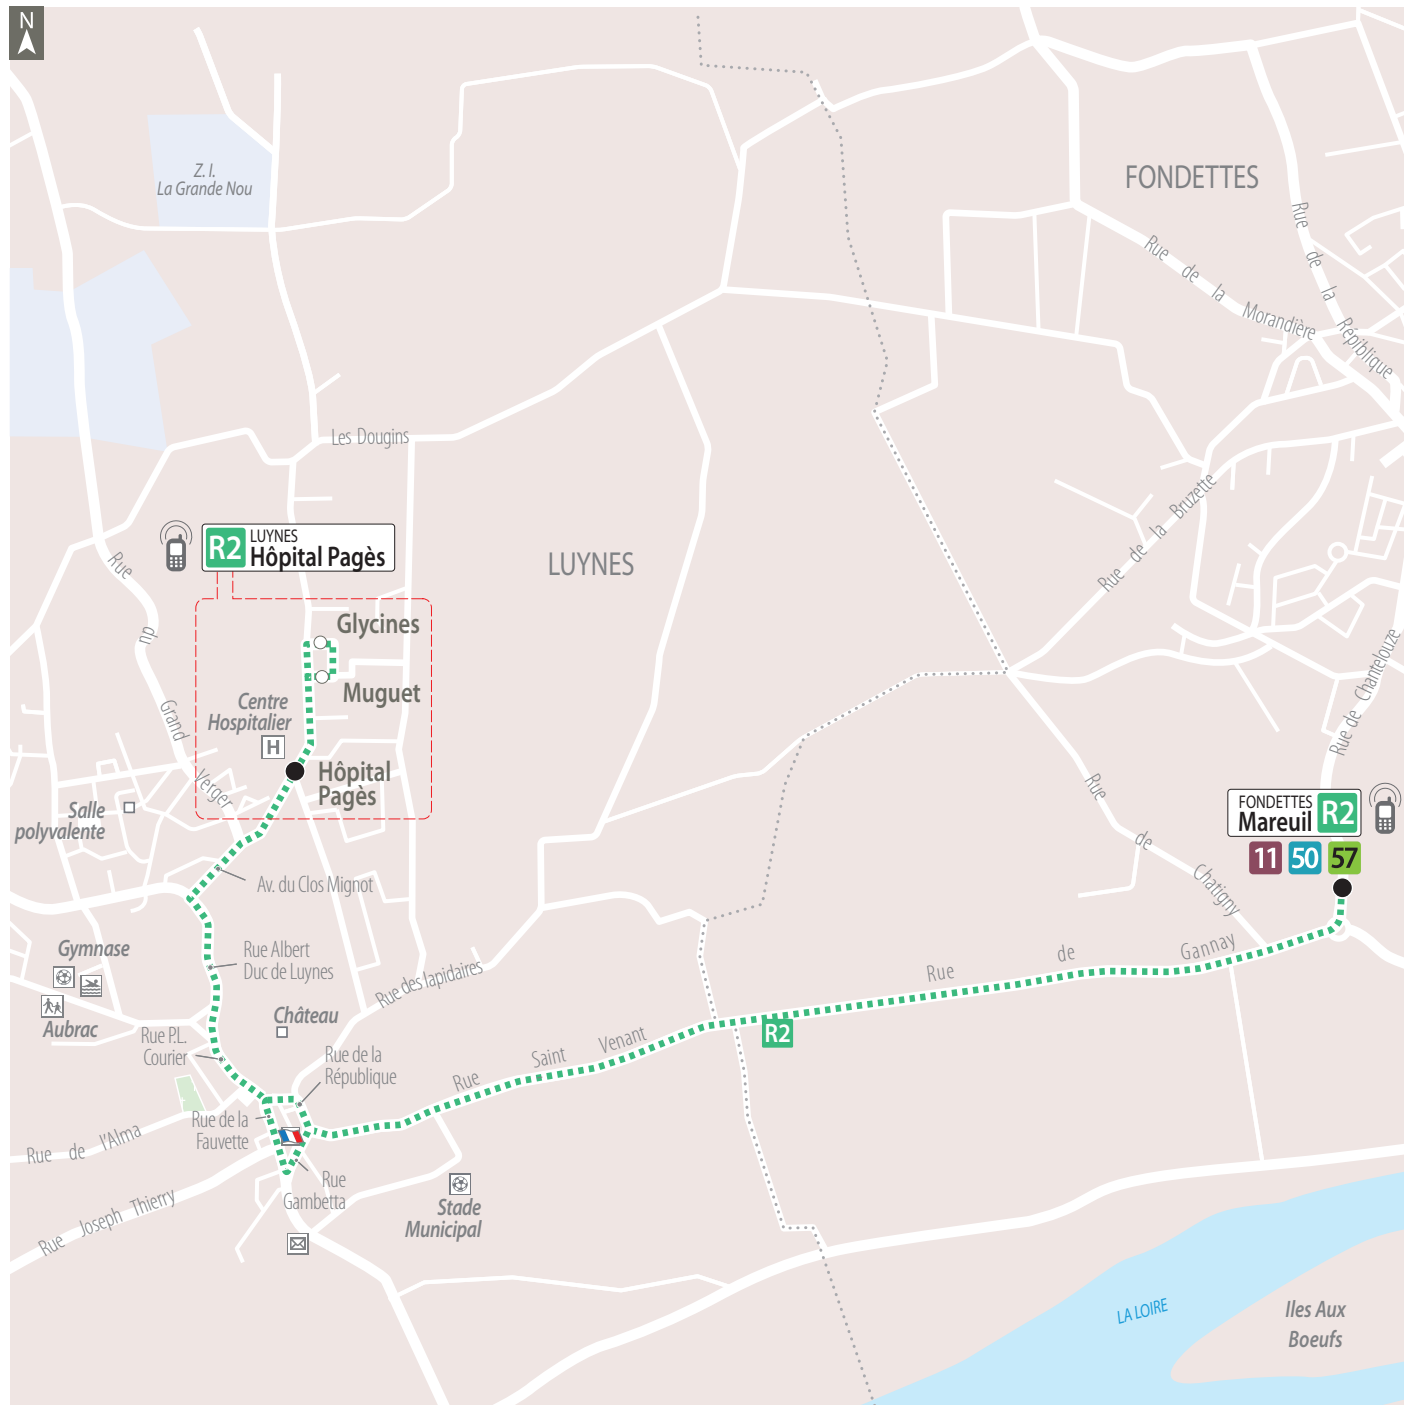 N
Z. I.
La Grande Nou
FONDETTES
Rue de la République
Rue de la Morandière
Les Dougins
R2
LUYNES
Hôpital Pagès
LUYNES
Rue de la Bruzette
Rue du Grand Verger
Glycines
Muguet
Centre
Hospitalier
H
Hôpital
Pagès
Rue de Chantelouze
Salle
polyvalente
FONDETTES
Mareuil
R2
11
50
57
Rue de Chatigny
Av. du Clos Mignot
Gymnase
Rue Albert
Duc de Luynes
Rue des lapidaires
Rue de Gannay
Aubrac
Château
Rue P.L.
Courier
Rue de la
République
Rue Saint Venant
R2
Rue de la
Fauvette
Rue de l'Alma
Rue
Gambetta
Rue Joseph Thierry
Stade
Municipal
LA LOIRE
Iles Aux
Boeufs